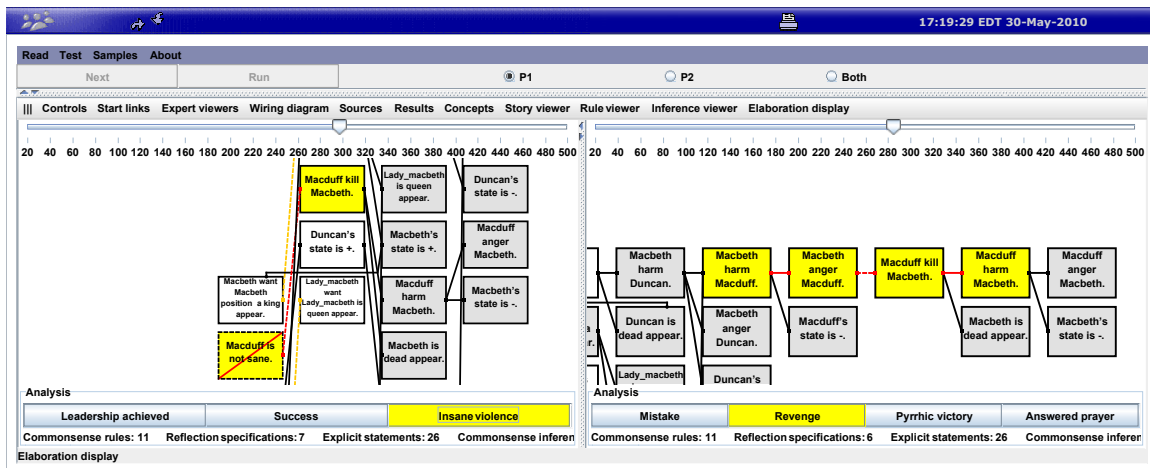 17:19:29 EDT 30-May-2010
Read Test Samples About
Next Run P1 P2 Both
||| Controls Start links Expert viewers Wiring diagram Sources Results Concepts Story viewer Rule viewer Inference viewer Elaboration display
20 40 60 80 100 120 140 160 180 200 220 240 260 280 300 320 340 360 380 400 420 440 460 480 500
Macduff kill
Macbeth.
Lady_macbeth
is queen
appear.
Duncan's
state is -.
Duncan's
state is +.
Macbeth's
state is +.
Macduff
anger
Macbeth.
Macbeth want
Macbeth
position a king
appear.
Lady_macbeth
want
Lady_macbeth is
queen appear.
Macduff
harm
Macbeth.
Macbeth's
state is -.
Macduff is
not sane.
Macbeth is
dead appear.
Analysis
Leadership achieved Success Insane violence
Commonsense rules: 11 Reflection specifications: 7 Explicit statements: 26 Commonsense inferen
20 40 60 80 100 120 140 160 180 200 220 240 260 280 300 320 340 360 380 400 420 440 460 480 500
Macbeth
harm
Duncan.
Macbeth
harm
Macduff.
Macbeth
anger
Macduff.
Macduff kill
Macbeth.
Macduff
harm
Macbeth.
Macduff
anger
Macbeth.
Duncan is
dead appear.
Macbeth
anger
Duncan.
Macduff's
state is -.
Macbeth is
dead appear.
Macbeth's
state is -.
Lady_macbeth
Duncan's
Analysis
Mistake Revenge Pyrrhic victory Answered prayer
Commonsense rules: 11 Reflection specifications: 6 Explicit statements: 26 Commonsense inferen
Elaboration display